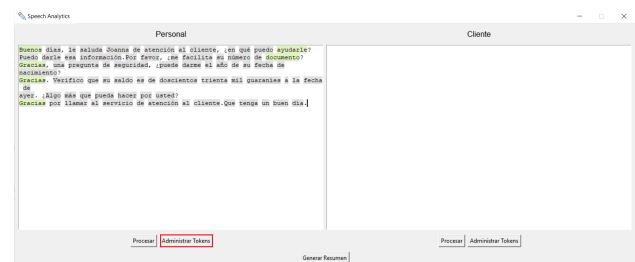 Speech Analytics
Personal
Cliente
Buenos dias, le saluda Joanna de atención al cliente, ¿en qué puedo ayudarle?
Puedo darle esa información.Por favor, ¿me facilita su número de documento?
Gracias, una pregunta de seguridad, ¿puede darme el año de su fecha de
nacimiento?
Gracias. Verifico que su saldo es de doscientos trienta mil guaranies a la fecha
de
ayer. ¿Algo más que pueda hacer por usted?
Gracias por llamar al servicio de atención al cliente.Que tenga un buen dia.
Procesar Administrar Tokens
Procesar Administrar Tokens
Generar Resumen